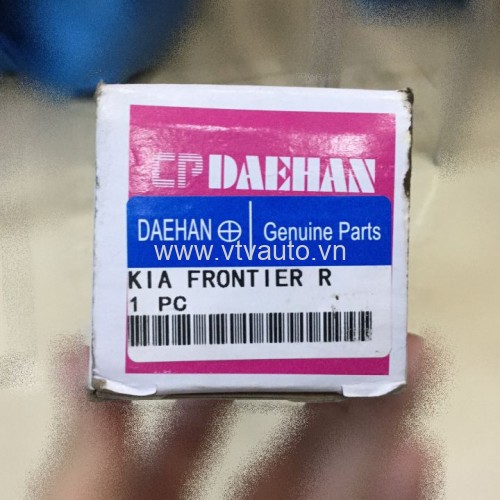 CP DAEHAN
DAEHAN | Genuine Parts
www.vtvauto.vn
KIA FRONTIER R
1 PC